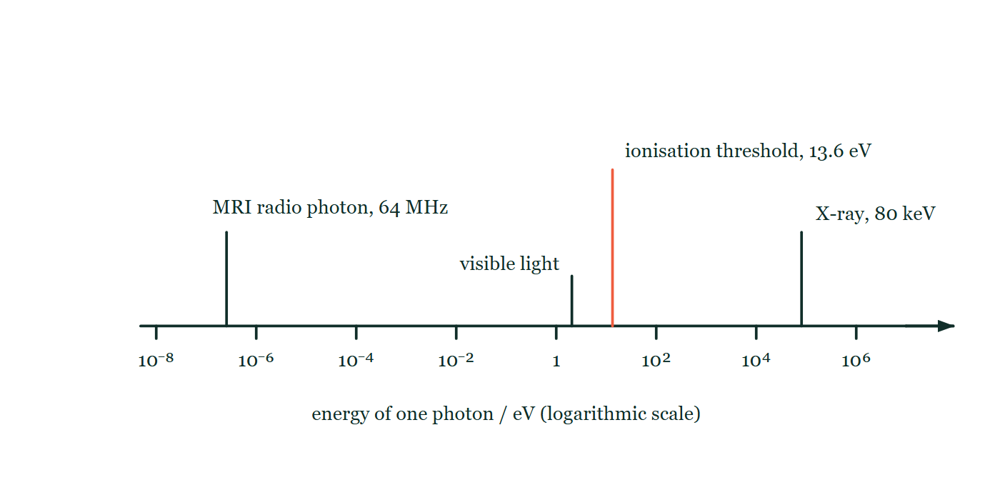 ionisation threshold, 13.6 eV
MRI radio photon, 64 MHz
X-ray, 80 keV
visible light
10⁻⁸ 10⁻⁶ 10⁻⁴ 10⁻² 1 10² 10⁴ 10⁶
energy of one photon / eV (logarithmic scale)